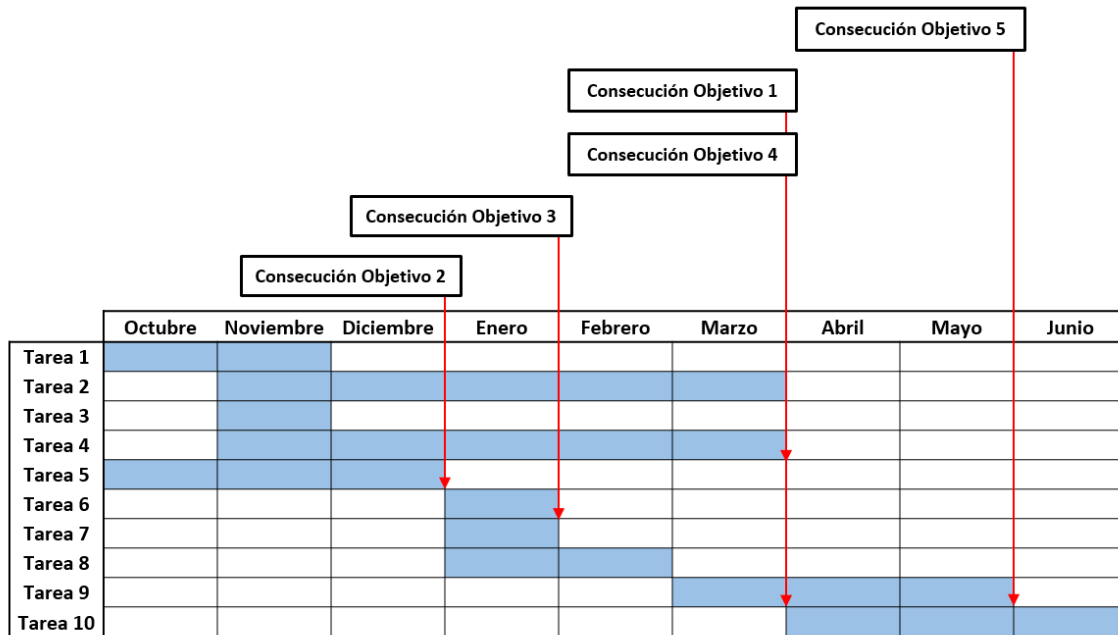 Consecución Objetivo 5
Consecución Objetivo 1
Consecución Objetivo 4
Consecución Objetivo 3
Consecución Objetivo 2
Octubre Noviembre Diciembre Enero Febrero Marzo Abril Mayo Junio
Tarea 1
Tarea 2
Tarea 3
Tarea 4
Tarea 5
Tarea 6
Tarea 7
Tarea 8
Tarea 9
Tarea 10